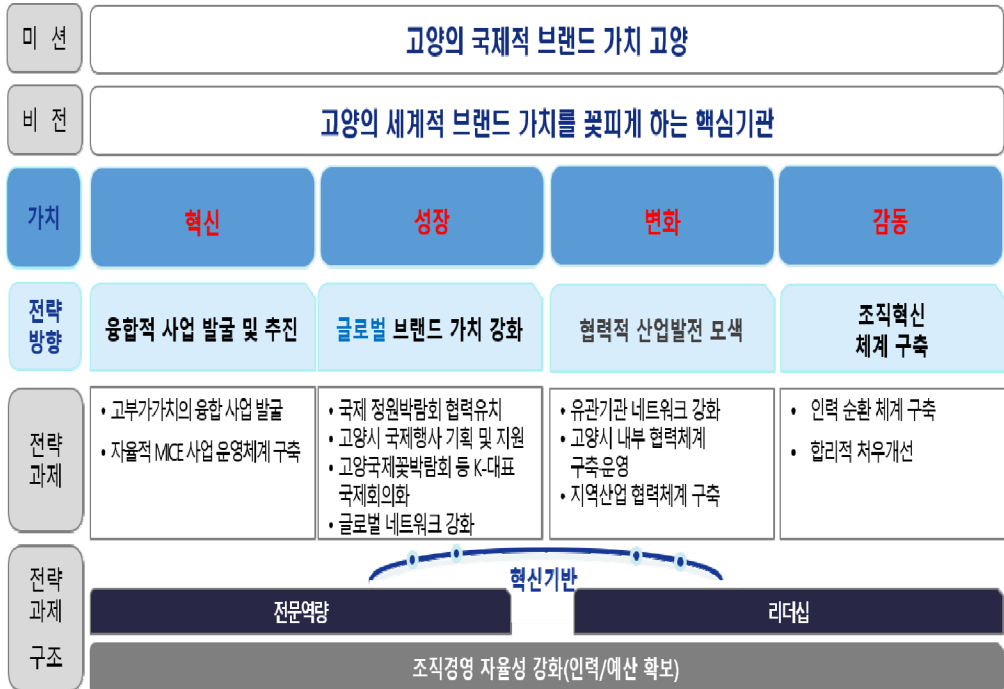 미 션
고양의 국제적 브랜드 가치 고양
비 전
고양의 세계적 브랜드 가치를 꽃피게 하는 핵심기관
가치
혁신
성장
변화
감동
전략
방향
융합적 사업 발굴 및 추진
글로벌 브랜드 가치 강화
협력적 산업발전 모색
조직혁신
체계 구축
전략
과제
• 고부가가치의 융합 사업 발굴
• 자율적 MICE 사업 운영체계 구축
• 국제 정원박람회 협력유치
• 고양시 국제행사 기획 및 지원
• 고양국제꽃박람회 등 K-대표
국제회의화
• 글로벌 네트워크 강화
• 유관기관 네트워크 강화
• 고양시 내부 협력체계
구축·운영
• 지역산업 협력체계 구축
• 인력 순환 체계 구축
• 합리적 처우개선
전략
과제
구조
혁신기반
전문역량
리더십
조직경영 자율성 강화(인력/예산 확보)